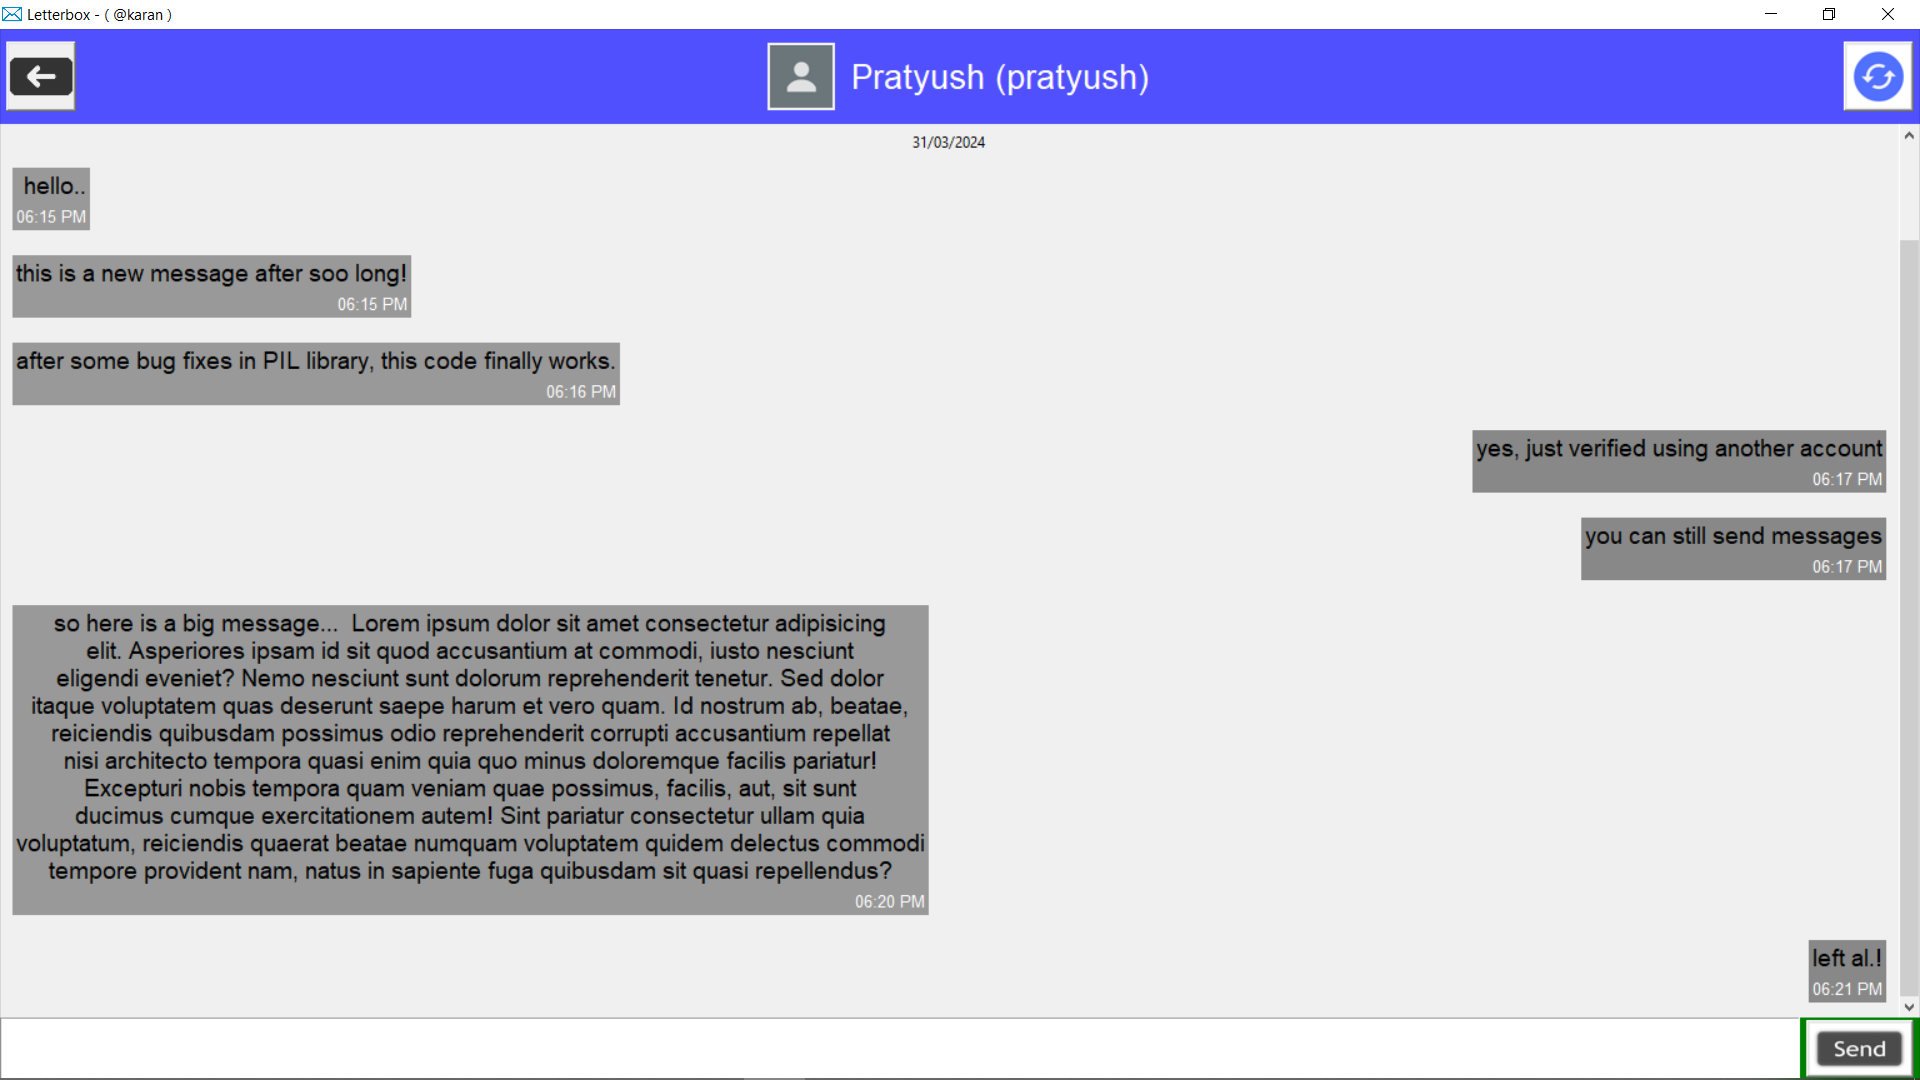 Letterbox - ( @karan )
Pratyush (pratyush)
31/03/2024
hello..
06:15 PM
this is a new message after soo long!
06:15 PM
after some bug fixes in PIL library, this code finally works.
06:16 PM
yes, just verified using another account
06:17 PM
you can still send messages
06:17 PM
so here is a big message...  Lorem ipsum dolor sit amet consectetur adipisicing
elit. Asperiores ipsam id sit quod accusantium at commodi, iusto nesciunt
eligendi eveniet? Nemo nesciunt sunt dolorum reprehenderit tenetur. Sed dolor
itaque voluptatem quas deserunt saepe harum et vero quam. Id nostrum ab, beatae,
reiciendis quibusdam possimus odio reprehenderit corrupti accusantium repellat
nisi architecto tempora quasi enim quia quo minus doloremque facilis pariatur!
Excepturi nobis tempora quam veniam quae possimus, facilis, aut, sit sunt
ducimus cumque exercitationem autem! Sint pariatur consectetur ullam quia
voluptatum, reiciendis quaerat beatae numquam voluptatem quidem delectus commodi
tempore provident nam, natus in sapiente fuga quibusdam sit quasi repellendus?
06:20 PM
left al.!
06:21 PM
Send